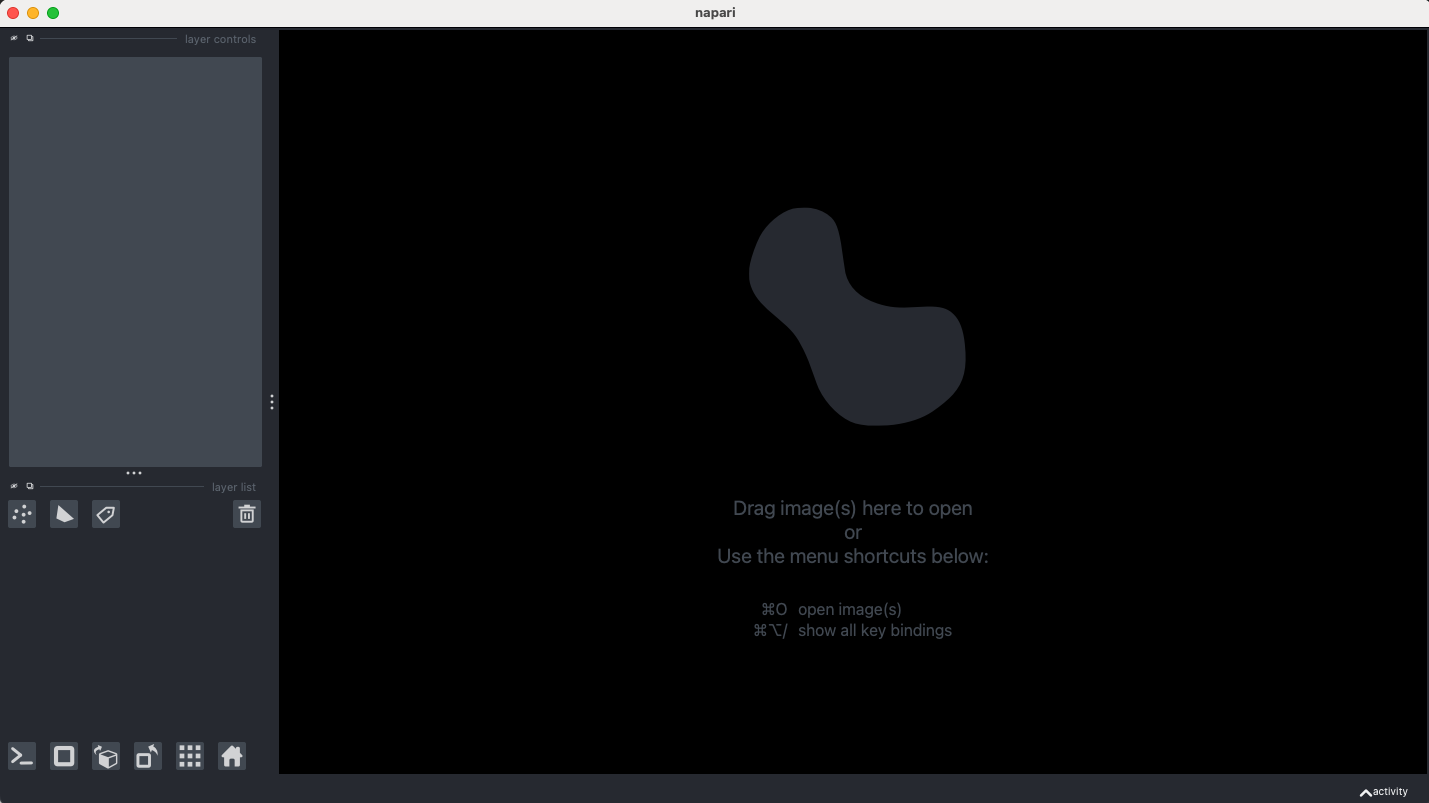 napari
layer controls
layer list
Drag image(s) here to open
or
Use the menu shortcuts below:
⌘O open image(s)
⌘⌥/ show all key bindings
activity